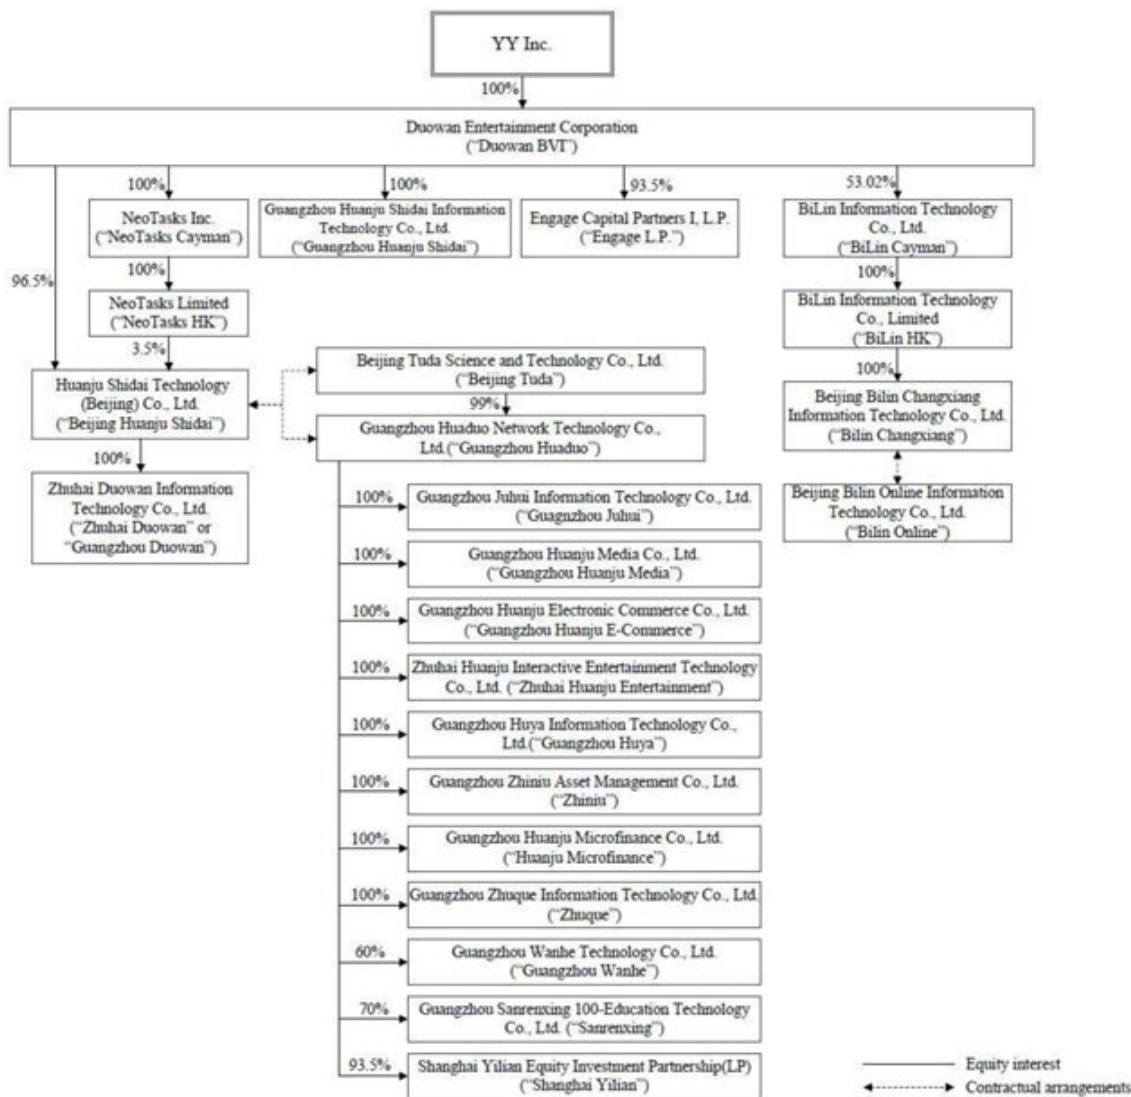 YY Inc.
100%
Duowan Entertainment Corporation
(“Duowan BVI”)
100%
100%
93.5%
53.02%
NeoTasks Inc.
(“NeoTasks Cayman”)
Guangzhou Huanju Shidai Information
Technology Co., Ltd.
(“Guangzhou Huanju Shidai”)
Engage Capital Partners I, L.P.
(“Engage L.P.”)
BiLin Information Technology
Co., Ltd.
(“BiLin Cayman”)
96.5%
100%
100%
NeoTasks Limited
(“NeoTasks HK”)
BiLin Information Technology
Co., Limited
(“BiLin HK”)
3.5%
100%
Huanju Shidai Technology
(Beijing) Co., Ltd.
(“Beijing Huanju Shidai”)
Beijing Tuda Science and Technology Co., Ltd.
(“Beijing Tuda”)
99%
Guangzhou Huaduo Network Technology Co.,
Ltd.(“Guangzhou Huaduo”)
Beijing Bilin Changxiang
Information Technology Co., Ltd.
(“Bilin Changxiang”)
100%
Zhuhai Duowan Information
Technology Co., Ltd.
(“Zhuhai Duowan” or
“Guangzhou Duowan”)
Beijing Bilin Online Information
Technology Co., Ltd.
(“Bilin Online”)
100%
Guangzhou Juhui Information Technology Co., Ltd.
(“Guagnzhou Juhui”)
100%
Guangzhou Huanju Media Co., Ltd.
(“Guangzhou Huanju Media”)
100%
Guangzhou Huanju Electronic Commerce Co., Ltd.
(“Guangzhou Huanju E-Commerce”)
100%
Zhuhai Huanju Interactive Entertainment Technology
Co., Ltd. (“Zhuhai Huanju Entertainment”)
100%
Guangzhou Huya Information Technology Co.,
Ltd.(“Guangzhou Huya”)
100%
Guangzhou Zhiniu Asset Management Co., Ltd.
(“Zhiniu”)
100%
Guangzhou Huanju Microfinance Co., Ltd.
(“Huanju Microfinance”)
100%
Guangzhou Zhuque Information Technology Co., Ltd.
(“Zhuque”)
60%
Guangzhou Wanhe Technology Co., Ltd.
(“Guangzhou Wanhe”)
70%
Guangzhou Sanrenxing 100-Education Technology
Co., Ltd. (“Sanrenxing”)
93.5%
Shanghai Yilian Equity Investment Partnership(LP)
(“Shanghai Yilian”)
Equity interest
Contractual arrangements